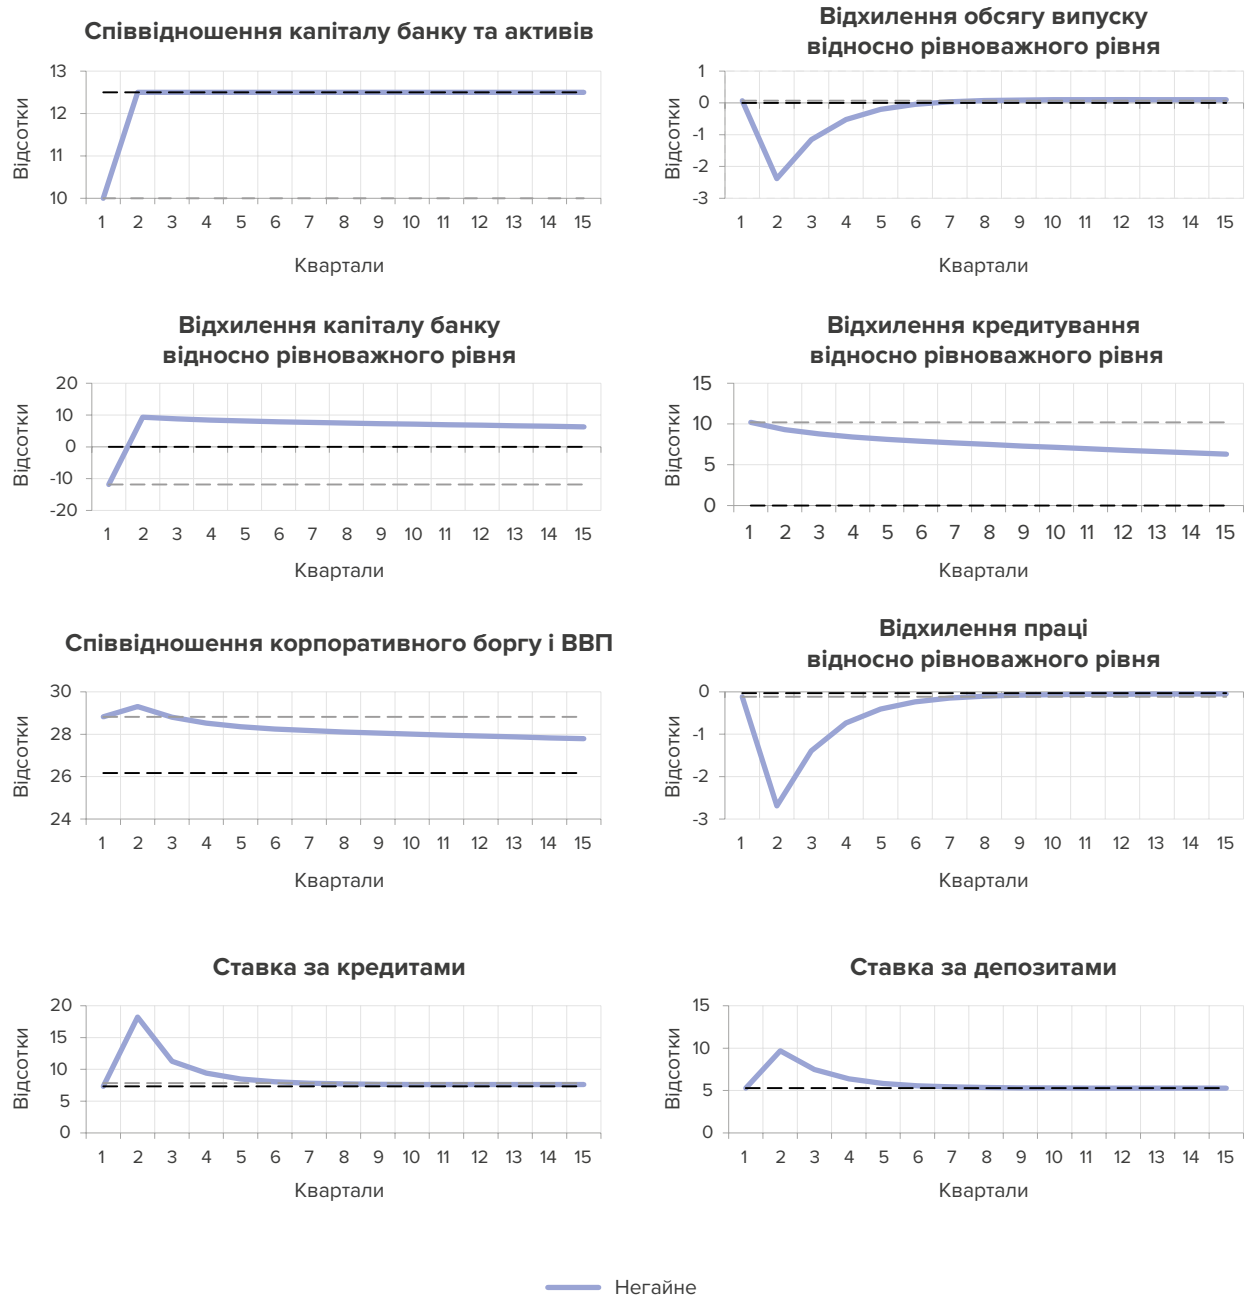 Співвідношення капіталу банку та активів
Відсотки
13
12
11
10
1 2 3 4 5 6 7 8 9 10 11 12 13 14 15
Квартали
Відхилення обсягу випуску
відносно рівноважного рівня
Відсотки
1
0
-1
-2
-3
1 2 3 4 5 6 7 8 9 10 11 12 13 14 15
Квартали
Відхилення капіталу банку
відносно рівноважного рівня
Відсотки
20
10
0
-10
-20
1 2 3 4 5 6 7 8 9 10 11 12 13 14 15
Квартали
Відхилення кредитування
відносно рівноважного рівня
Відсотки
15
10
5
0
1 2 3 4 5 6 7 8 9 10 11 12 13 14 15
Квартали
Співвідношення корпоративного боргу і ВВП
Відсотки
30
28
26
24
1 2 3 4 5 6 7 8 9 10 11 12 13 14 15
Квартали
Відхилення праці
відносно рівноважного рівня
Відсотки
0
-1
-2
-3
1 2 3 4 5 6 7 8 9 10 11 12 13 14 15
Квартали
Ставка за кредитами
Відсотки
20
15
10
5
0
1 2 3 4 5 6 7 8 9 10 11 12 13 14 15
Квартали
Ставка за депозитами
Відсотки
15
10
5
0
1 2 3 4 5 6 7 8 9 10 11 12 13 14 15
Квартали
Негайне